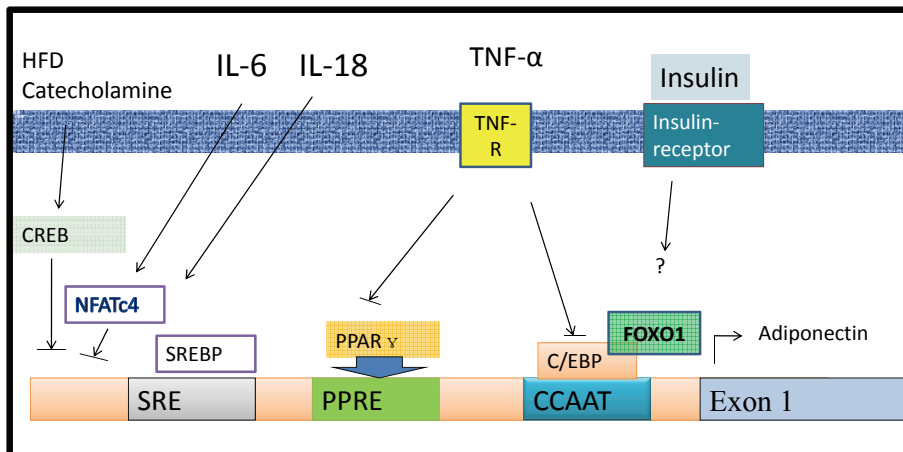 HFD
Catecholamine
IL-6
IL-18
TNF-α
Insulin
TNF-
R
Insulin-
receptor
CREB
?
NFATc4
SREBP
PPAR ɤ
C/EBP
FOXO1
Adiponectin
SRE
PPRE
CCAAT
Exon 1